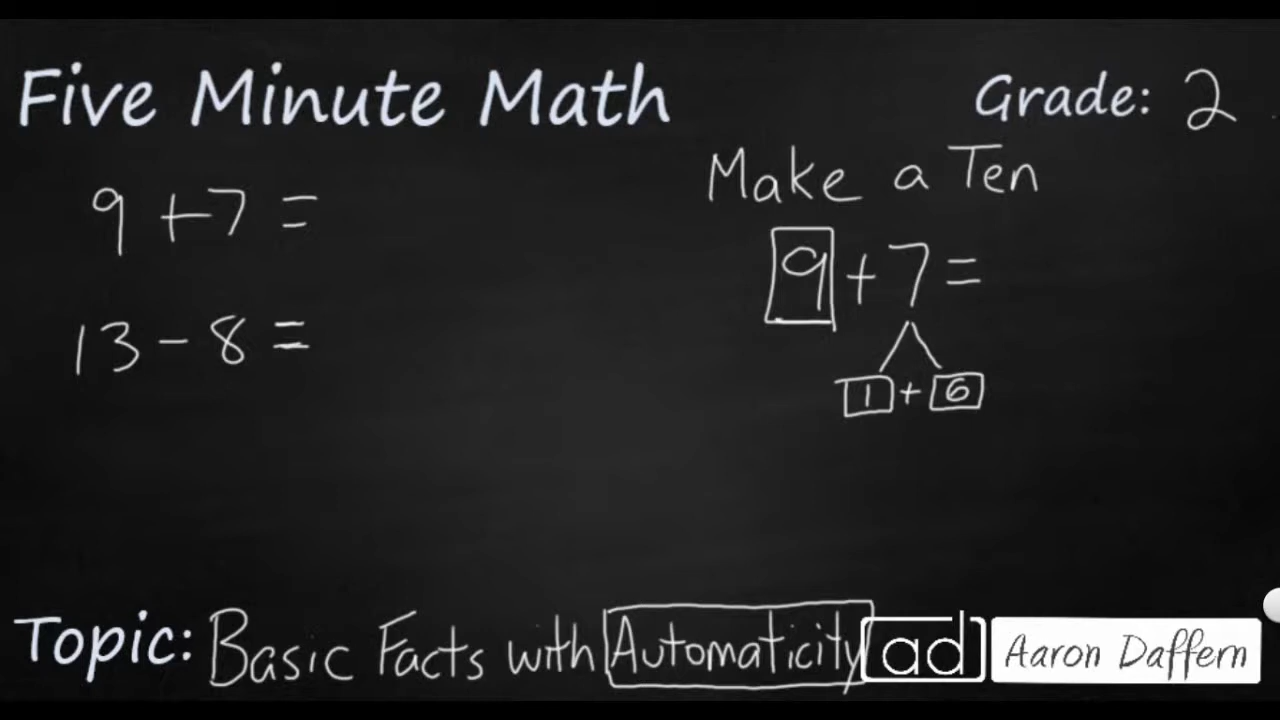 Five Minute Math
Grade: 2
9 + 7 =
13 - 8 =
Make a Ten
9 + 7 =
1 + 6
Topic: Basic Facts with Automaticity
ad
Aaron Daffern